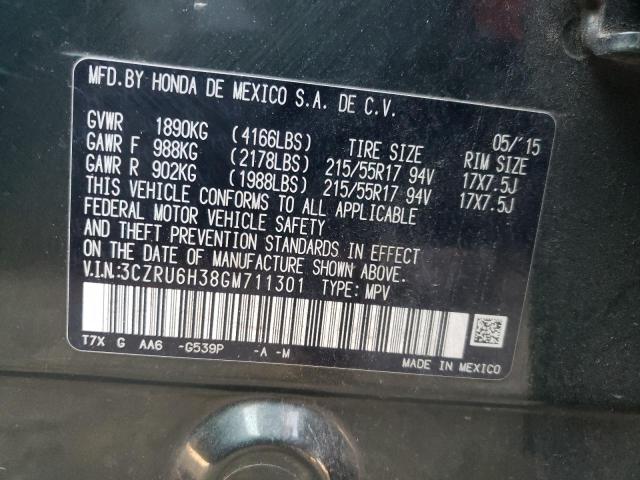 MFD.BY HONDA DE MEXICO S.A. DE C.V.
05/'15
GVWR 1890KG (4166LBS) TIRE SIZE RIM SIZE
GAWR F 988KG (2178LBS) 215/55R17 94V 17X7.5J
GAWR R 902KG (1988LBS) 215/55R17 94V 17X7.5J
THIS VEHICLE CONFORMS TO ALL APPLICABLE
FEDERAL MOTOR VEHICLE SAFETY
AND THEFT PREVENTION STANDARDS IN EFFECT
ON THE DATE OF MANUFACTURE SHOWN ABOVE.
V.I.N.:3CZRU6H38GM711301 TYPE: MPV
T7X G AA6 -G539P -A -M
MADE IN MEXICO